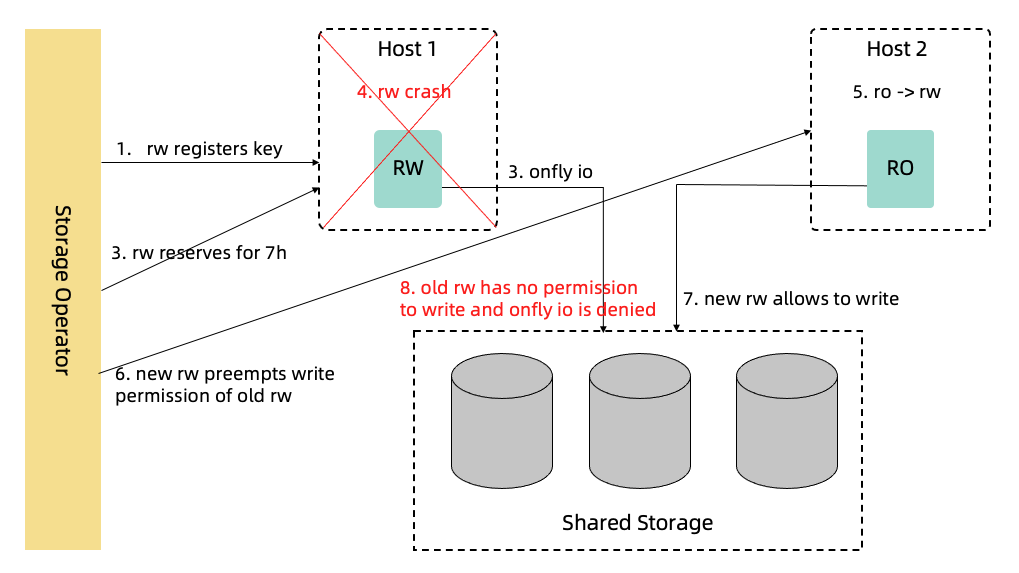 Host 1
Host 2
4. rw crash
5. ro -> rw
1. rw registers key
RW
3. onfly io
RO
Storage Operator
3. rw reserves for 7h
8. old rw has no permission
to write and onfly io is denied
7. new rw allows to write
6. new rw preempts write
permission of old rw
Shared Storage